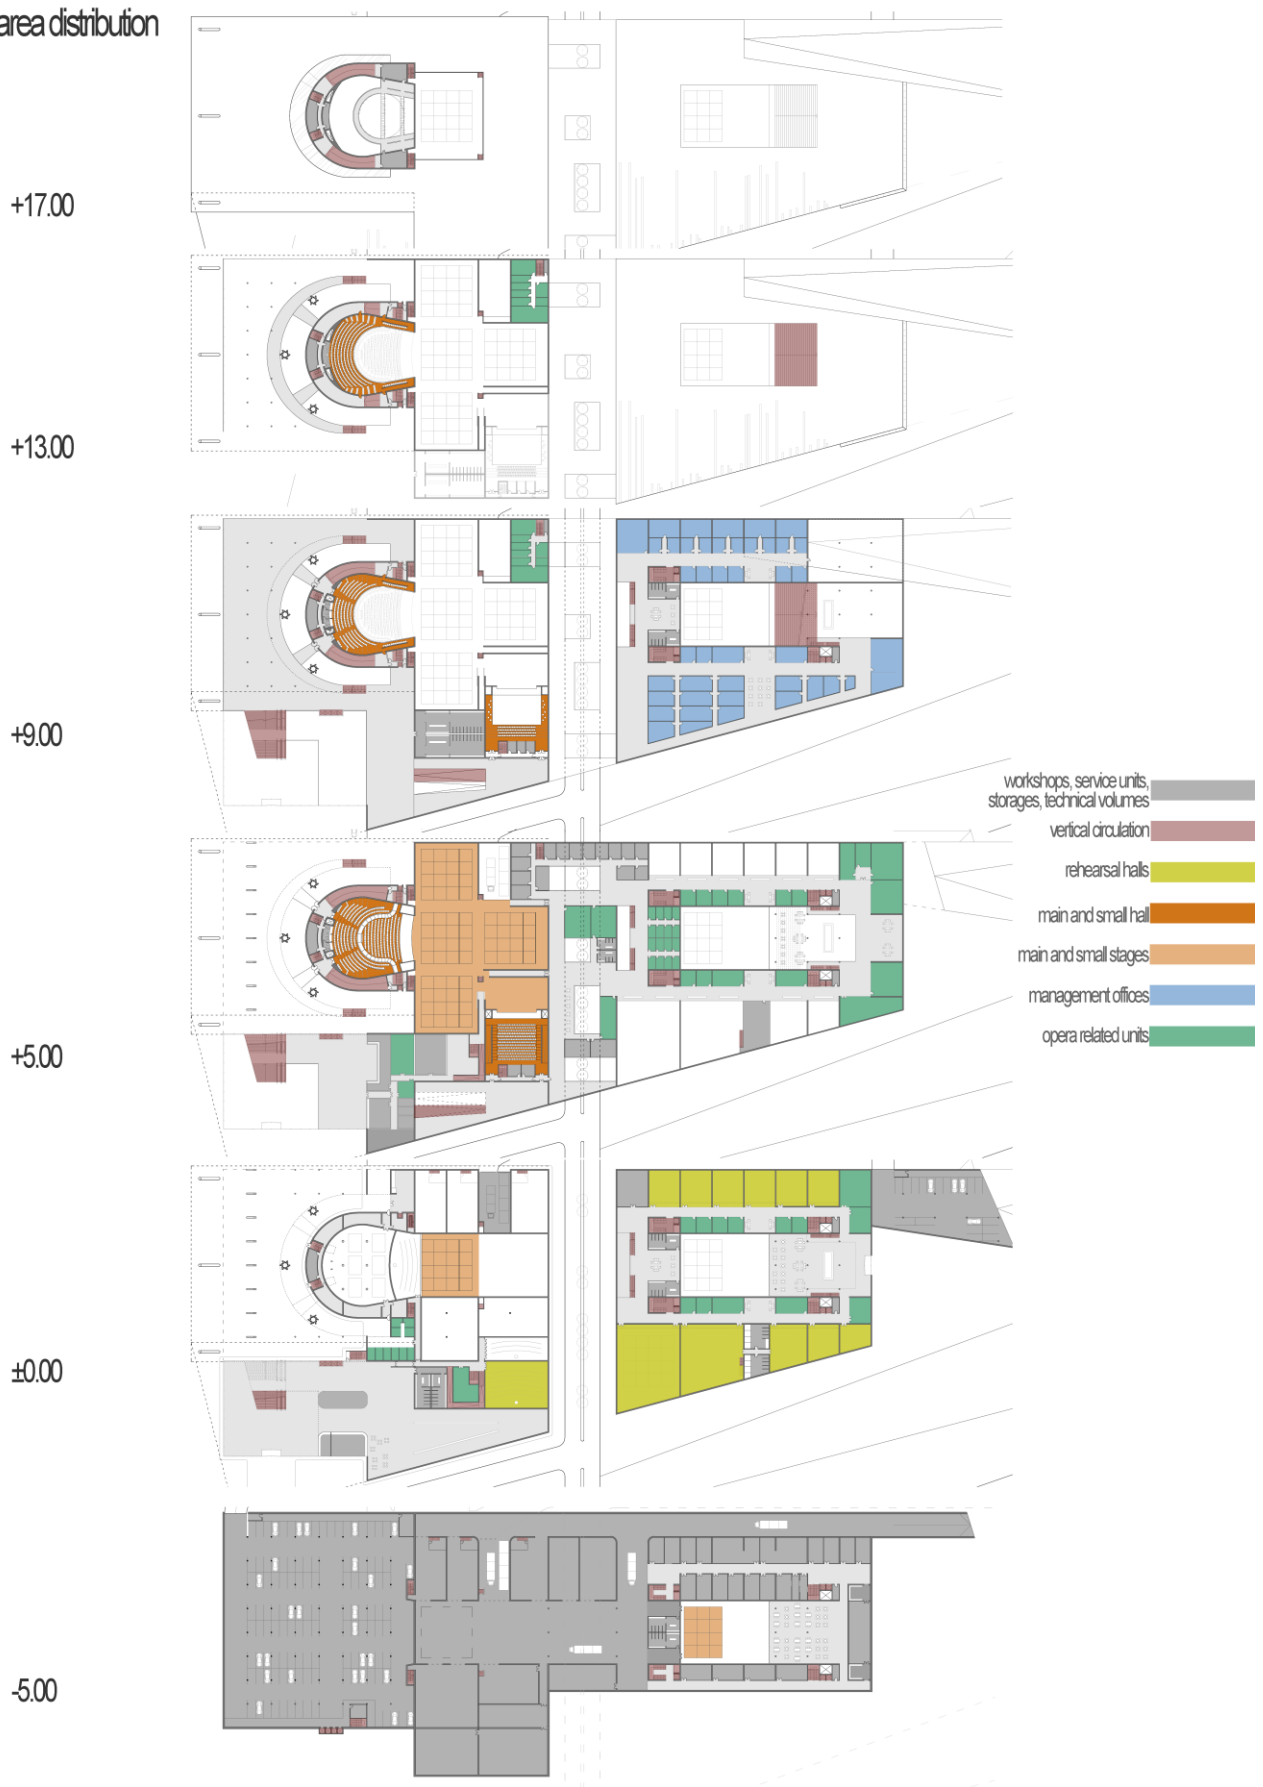 area distribution
+17.00
+13.00
+9.00
workshops, service units,
storages, technical volumes
vertical circulation
rehearsal halls
main and small hall
main and small stages
management offices
opera related units
+5.00
±0.00
-5.00